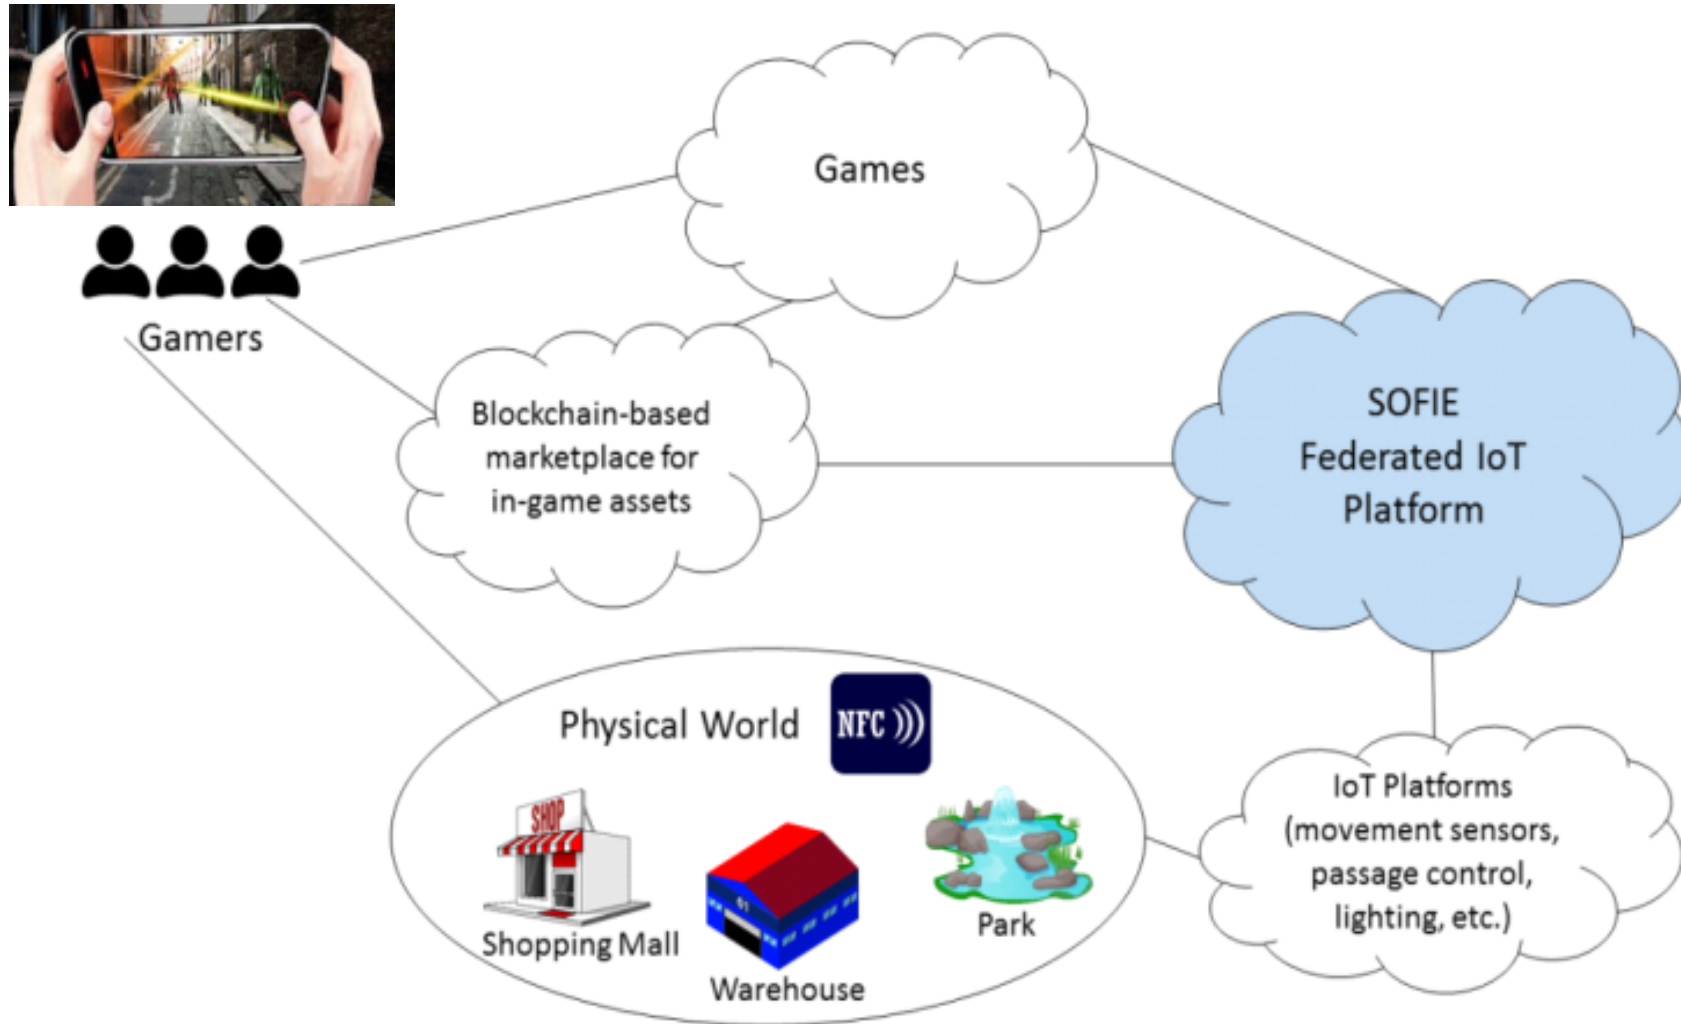 Games
Gamers
Blockchain-based
marketplace for
in-game assets
SOFIE
Federated IoT
Platform
Physical World
NFC
IoT Platforms
(movement sensors,
passage control,
lighting, etc.)
SHOP
Shopping Mall
01
Warehouse
Park